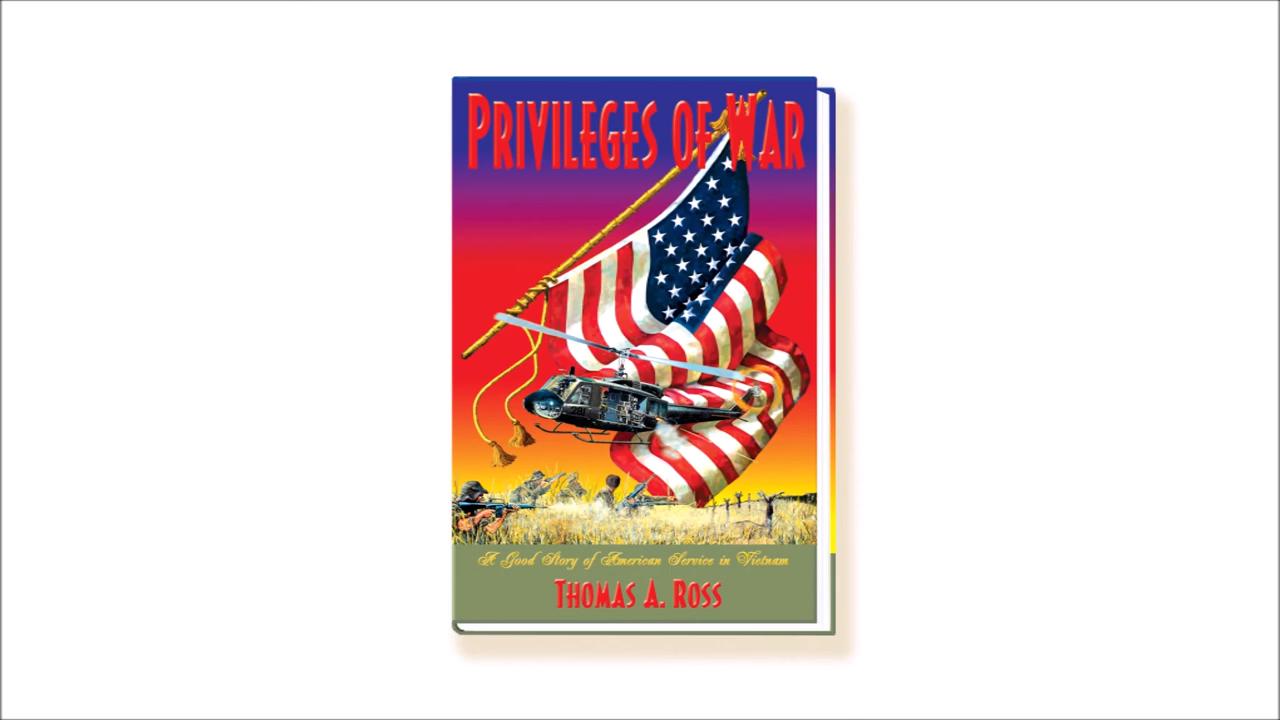 PRIVILEGES OF WAR
A Good Story of American Service in Vietnam
THOMAS A. ROSS